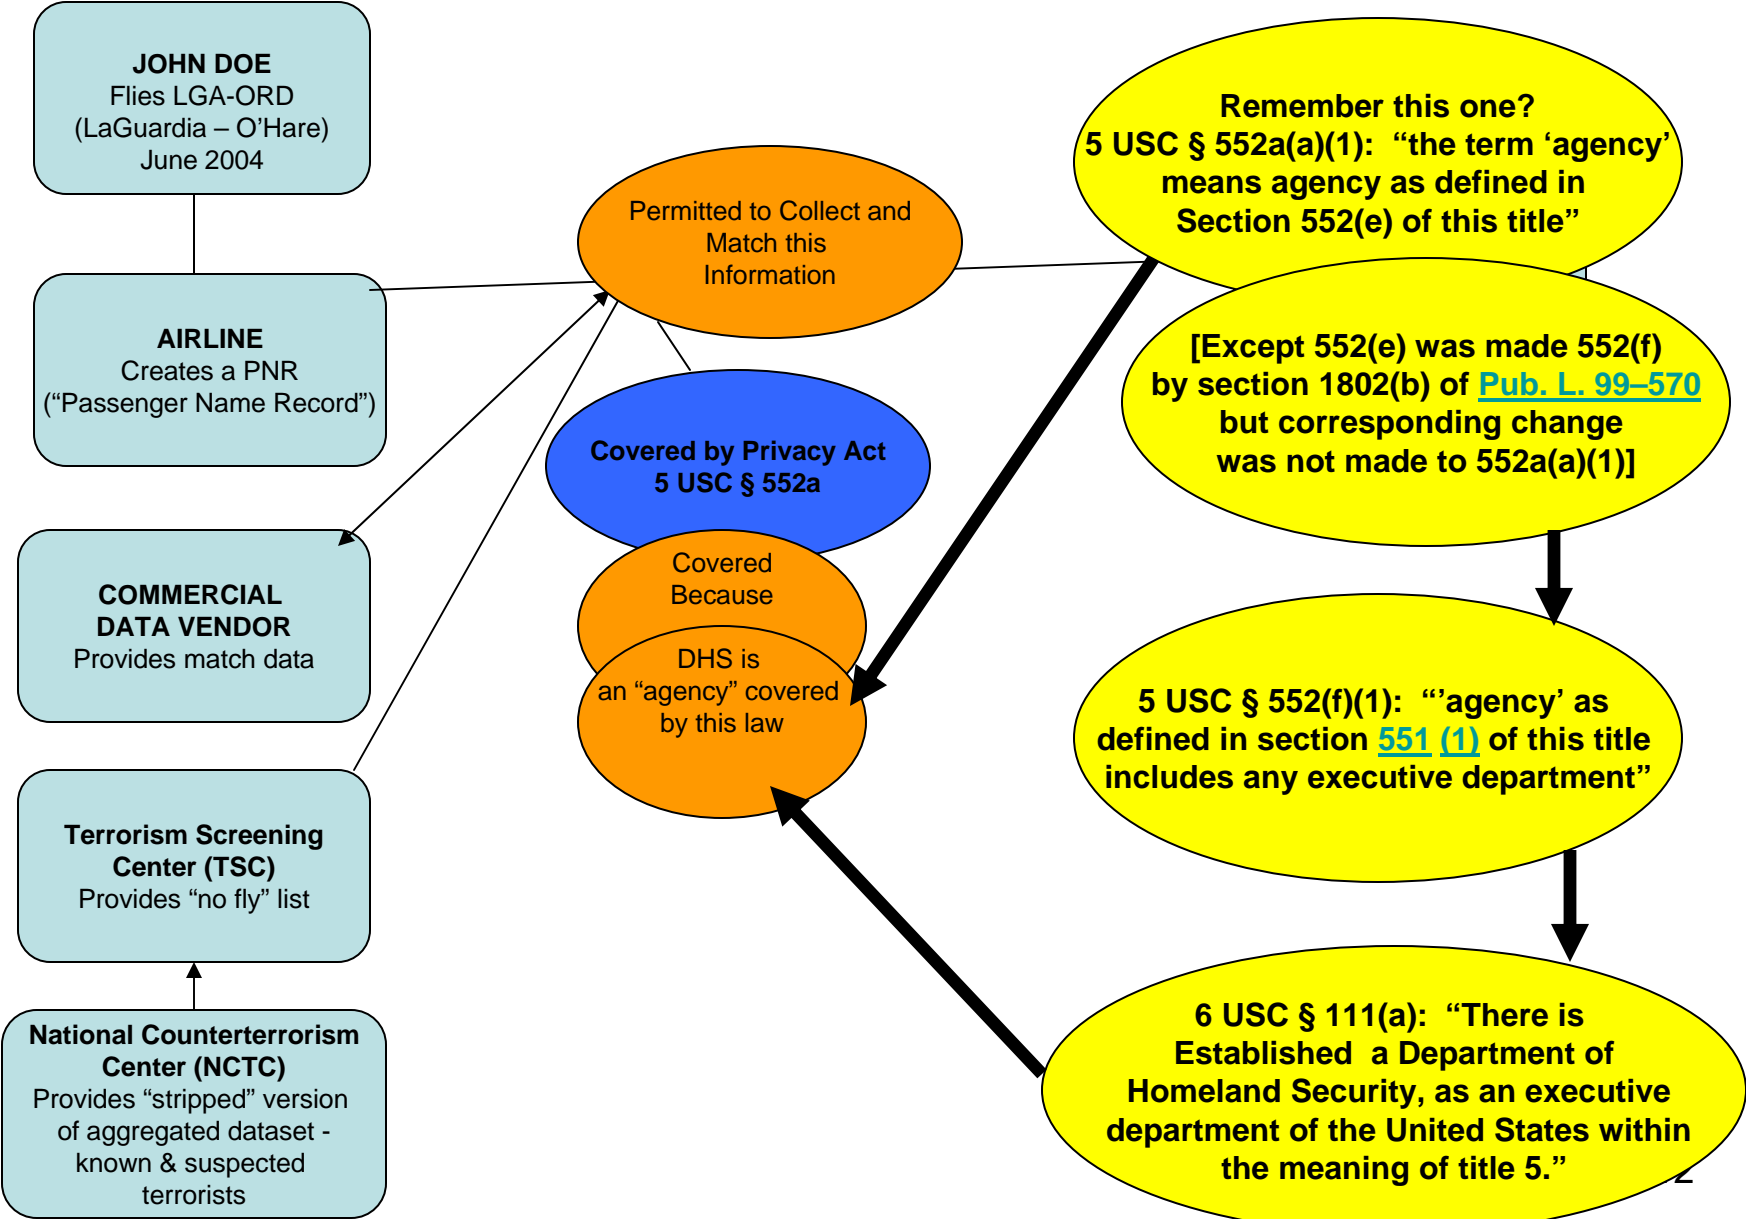 JOHN DOE
Flies LGA-ORD
(LaGuardia – O’Hare)
June 2004
AIRLINE
Creates a PNR
(“Passenger Name Record”)
COMMERCIAL
DATA VENDOR
Provides match data
Terrorism Screening
Center (TSC)
Provides “no fly” list
National Counterterrorism
Center (NCTC)
Provides “stripped” version
of aggregated dataset -
known & suspected
terrorists
Permitted to Collect and
Match this
Information
Covered by Privacy Act
5 USC § 552a
Covered
Because
DHS is
an “agency” covered
by this law
Remember this one?
5 USC § 552a(a)(1):  “the term ‘agency’
means agency as defined in
Section 552(e) of this title”
[Except 552(e) was made 552(f)
by section 1802(b) of Pub. L. 99–570
but corresponding change
was not made to 552a(a)(1)]
5 USC § 552(f)(1):  “’agency’ as
defined in section 551 (1) of this title
includes any executive department”
6 USC § 111(a):  “There is
Established  a Department of
Homeland Security, as an executive
department of the United States within
the meaning of title 5.”